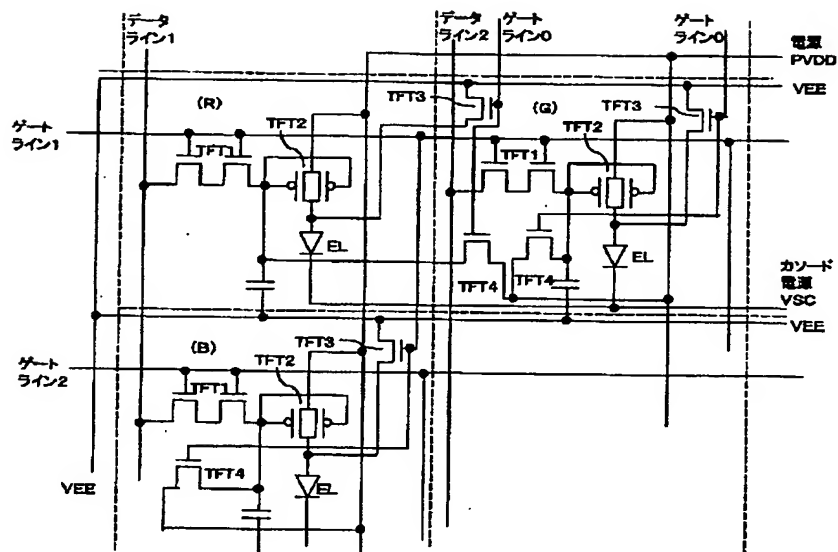 データ
ライン1
データ
ライン2
ゲート
ライン0
ゲート
ライン0
電源
PVDD
VEE
(R)
TFT3
(G)
TFT3
ゲート
ライン1
TFT2
TFT2
TFT1
TFT1
EL
EL
TFT4
TFT4
カソード
電源
VSC
VEE
(B)
TFT3
ゲート
ライン2
TFT2
TFT1
TFT4
VEE
EL